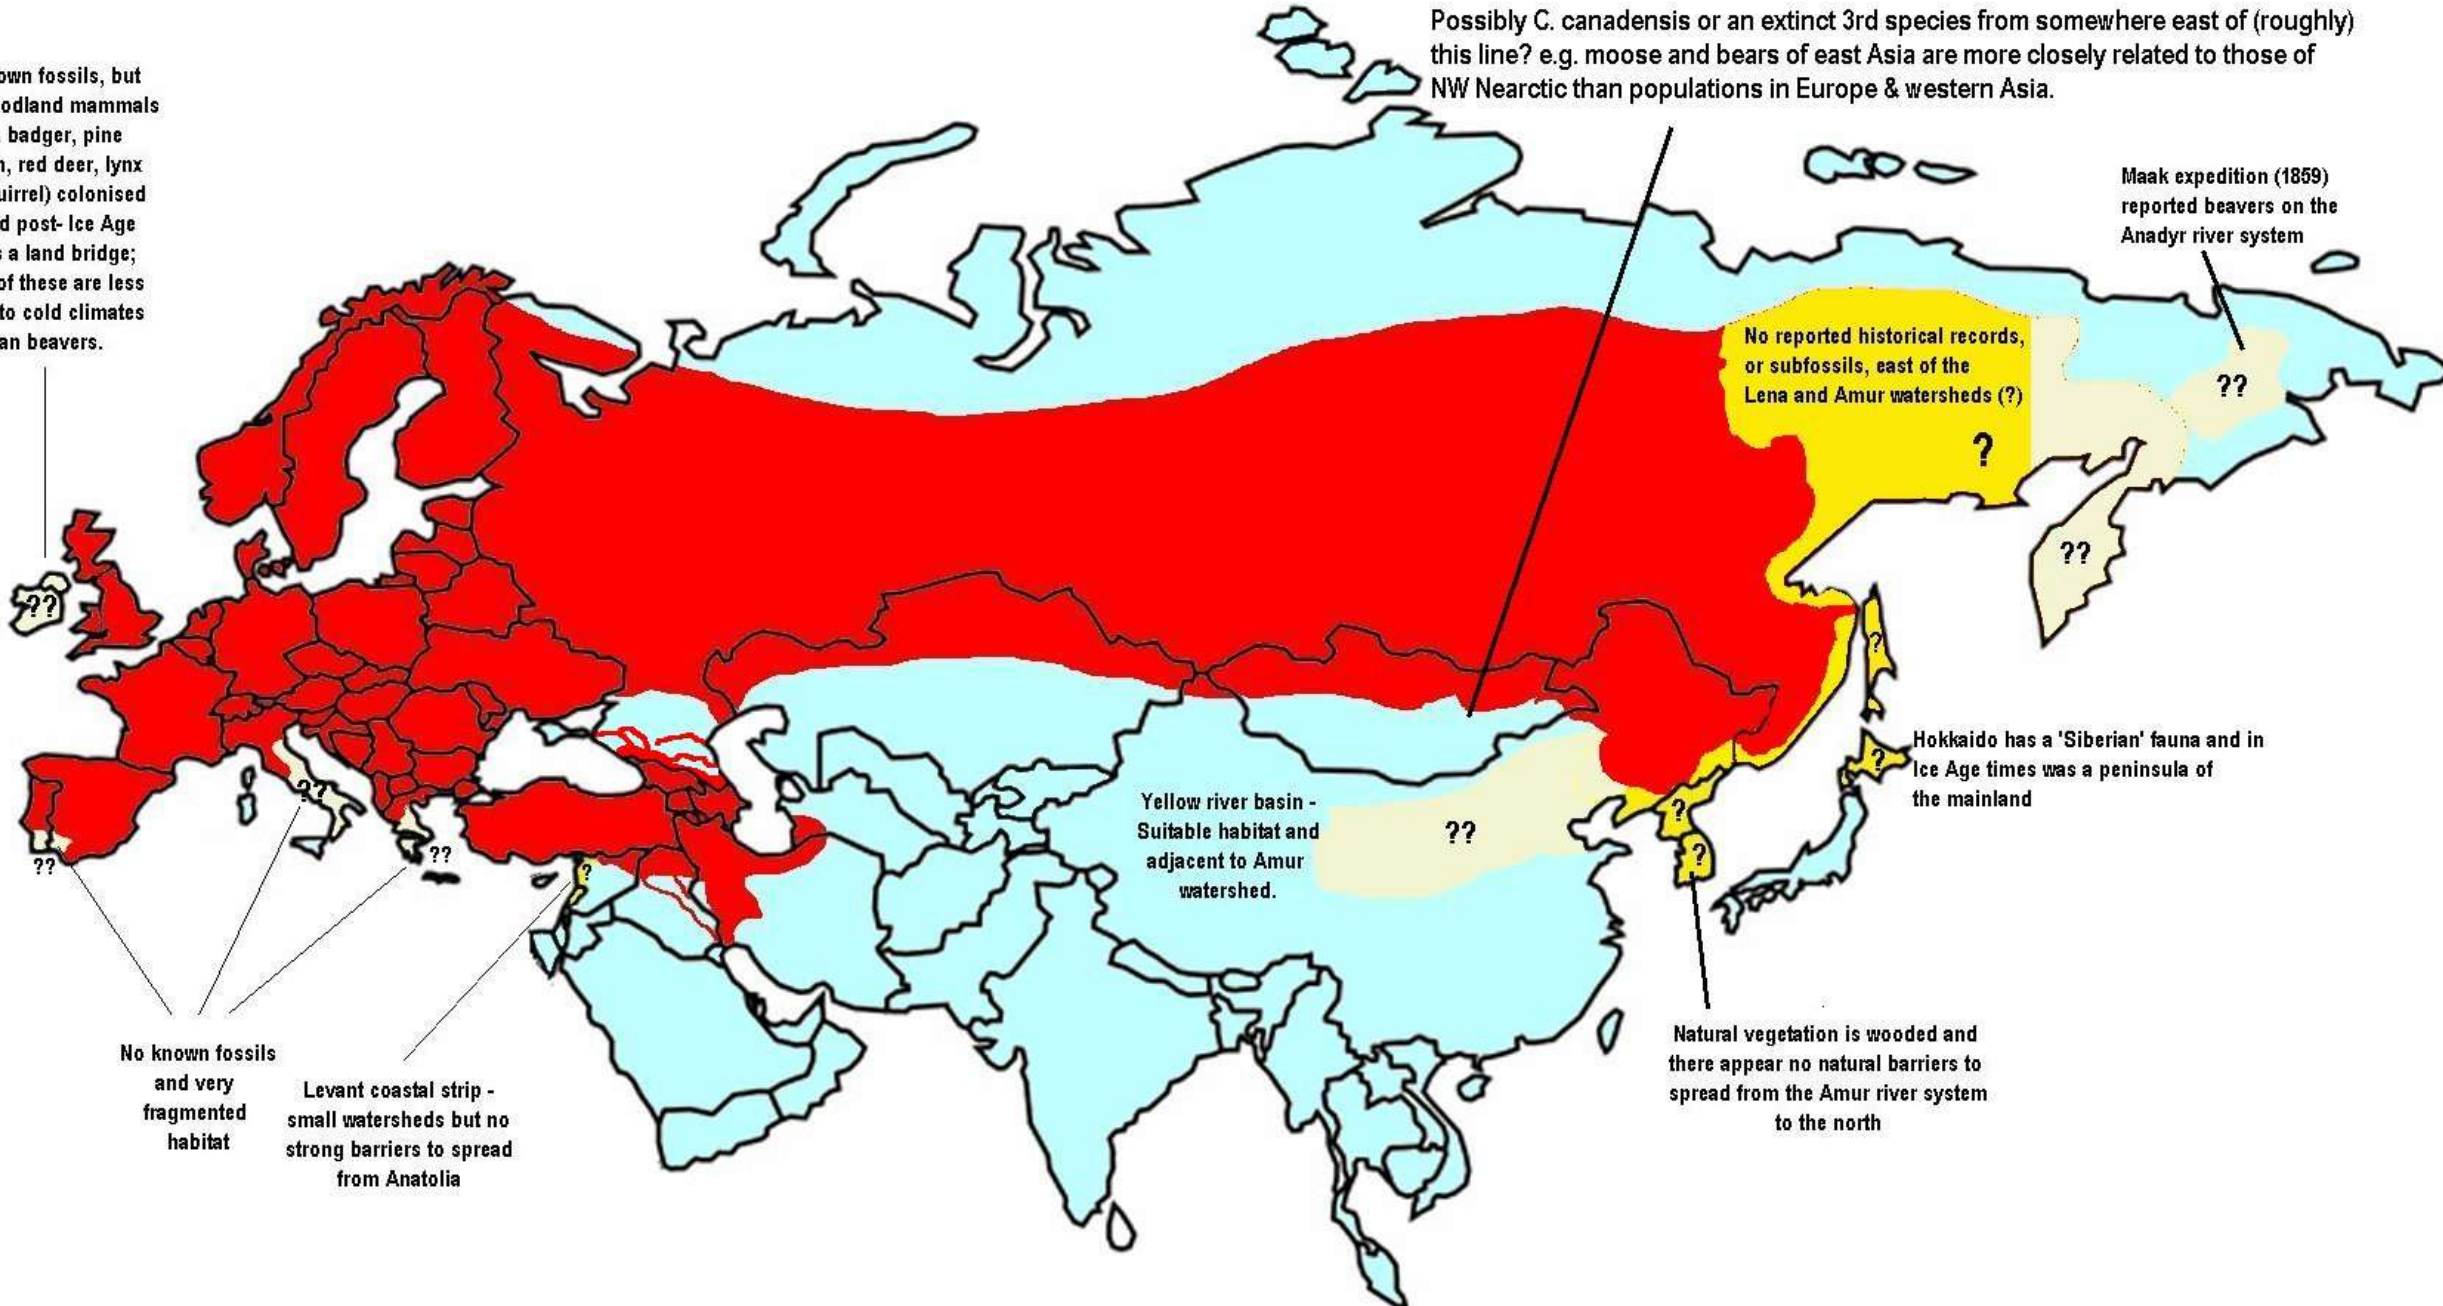 Possibly C. canadensis or an extinct 3rd species from somewhere east of (roughly)
this line? e.g. moose and bears of east Asia are more closely related to those of
NW Nearctic than populations in Europe & western Asia.
own fossils, but
odland mammals
badger, pine
n, red deer, lynx
uirrel) colonised
d post- Ice Age
s a land bridge;
of these are less
to cold climates
an beavers.
Maak expedition (1859)
reported beavers on the
Anadyr river system
No reported historical records,
or subfossils, east of the
Lena and Amur watersheds (?)
?
??
??
??
?
Hokkaido has a 'Siberian' fauna and in
Ice Age times was a peninsula of
the mainland
?
Yellow river basin -
Suitable habitat and
adjacent to Amur
watershed.
??
?
?
??
??
??
?
No known fossils
and very
fragmented
habitat
Levant coastal strip -
small watersheds but no
strong barriers to spread
from Anatolia
Natural vegetation is wooded and
there appear no natural barriers to
spread from the Amur river system
to the north